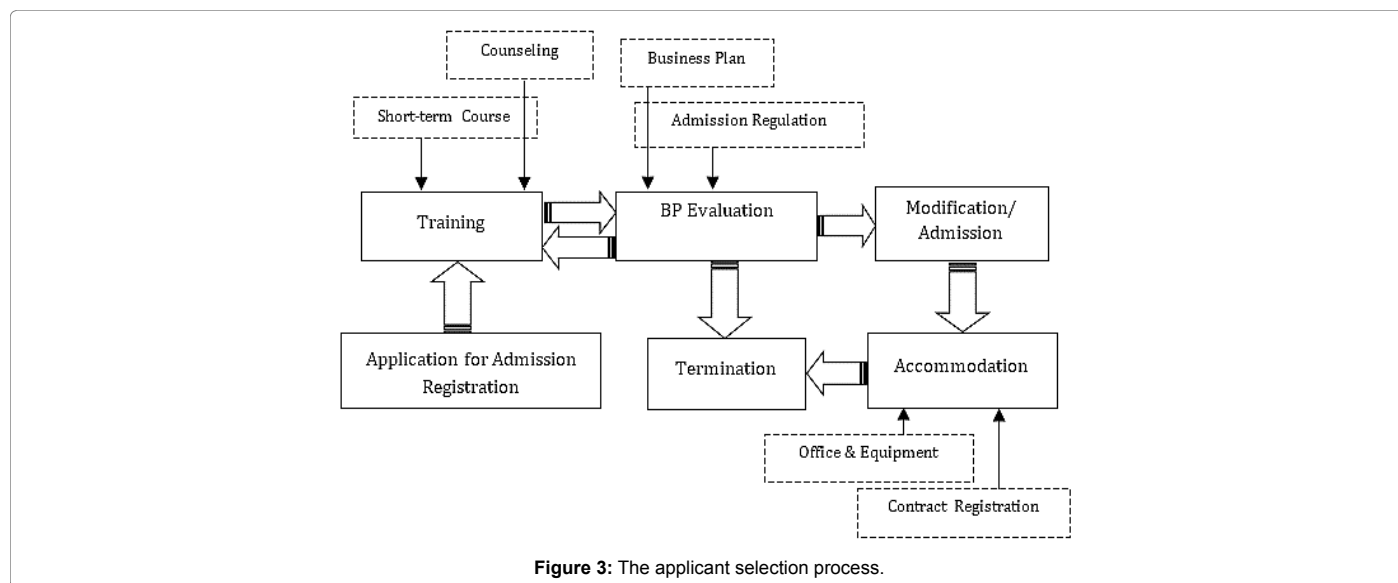 Counseling
Business Plan
Short-term Course
Admission Regulation
Training
BP Evaluation
Modification/
Admission
Application for Admission
Registration
Termination
Accommodation
Office & Equipment
Contract Registration
Figure 3: The applicant selection process.